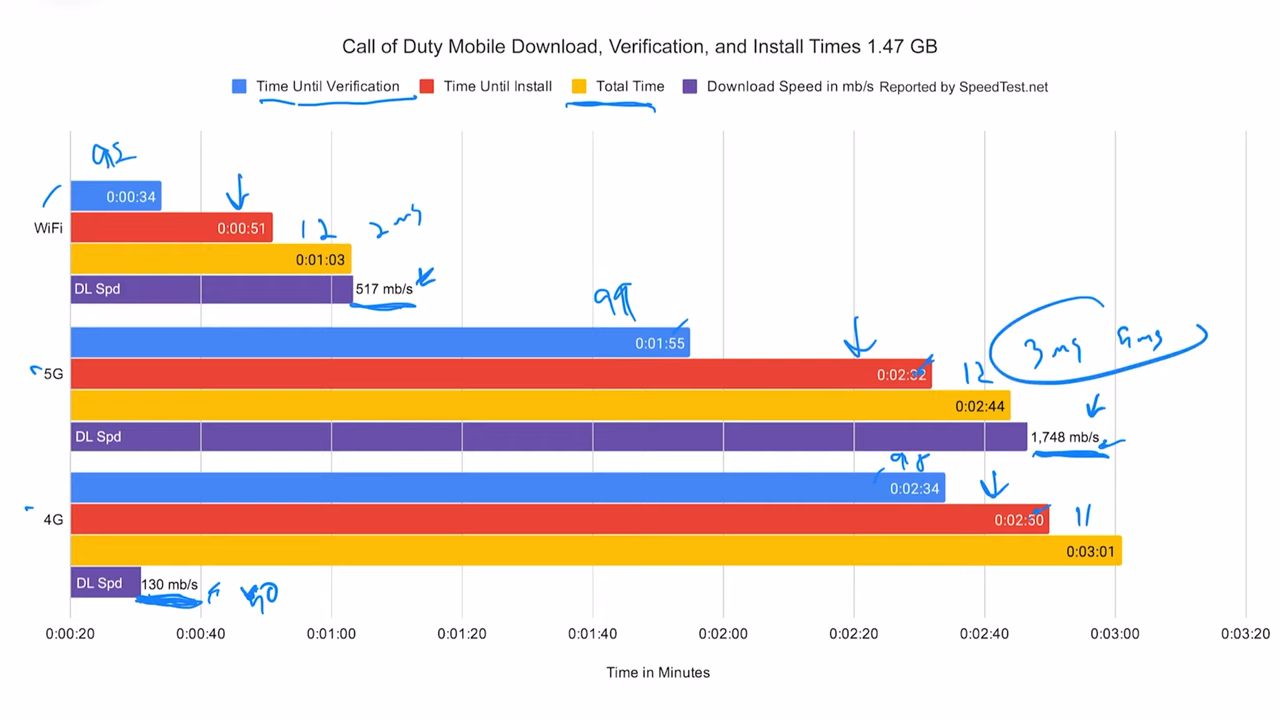 Call of Duty Mobile Download, Verification, and Install Times 1.47 GB
Time Until Verification Time Until Install Total Time Download Speed in mb/s Reported by SpeedTest.net
0:00:34
WiFi 0:00:51 12
0:01:03
DL Spd 517 mb/s
0:01:55
5G 0:02:32 12
0:02:44
DL Spd 1,748 mb/s
98
0:02:34
4G 0:02:50 11
0:03:01
DL Spd 130 mb/s
0:00:20 0:00:40 0:01:00 0:01:20 0:01:40 0:02:00 0:02:20 0:02:40 0:03:00 0:03:20
Time in Minutes